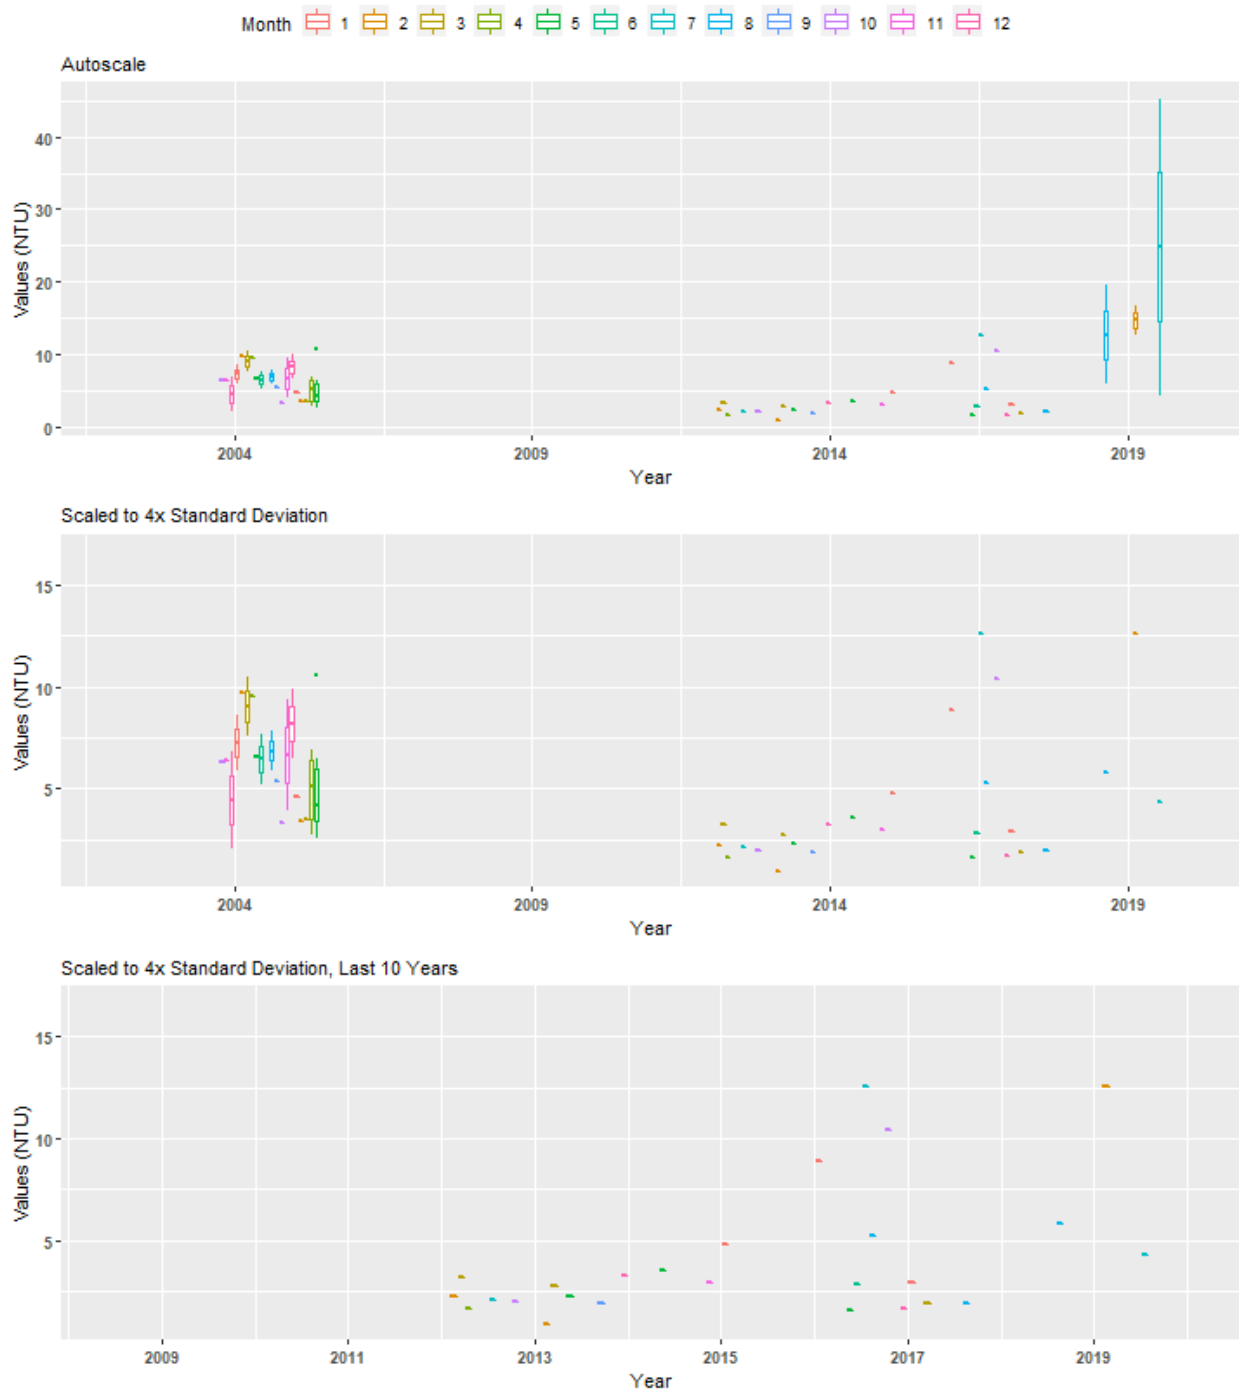 Month 1 2 3 4 5 6 7 8 9 10 11 12
Autoscale
Values (NTU)
40
30
20
10
0
2004 2009 2014 2019
Year
Scaled to 4x Standard Deviation
Values (NTU)
15
10
5
2004 2009 2014 2019
Year
Scaled to 4x Standard Deviation, Last 10 Years
Values (NTU)
15
10
5
2009 2011 2013 2015 2017 2019
Year